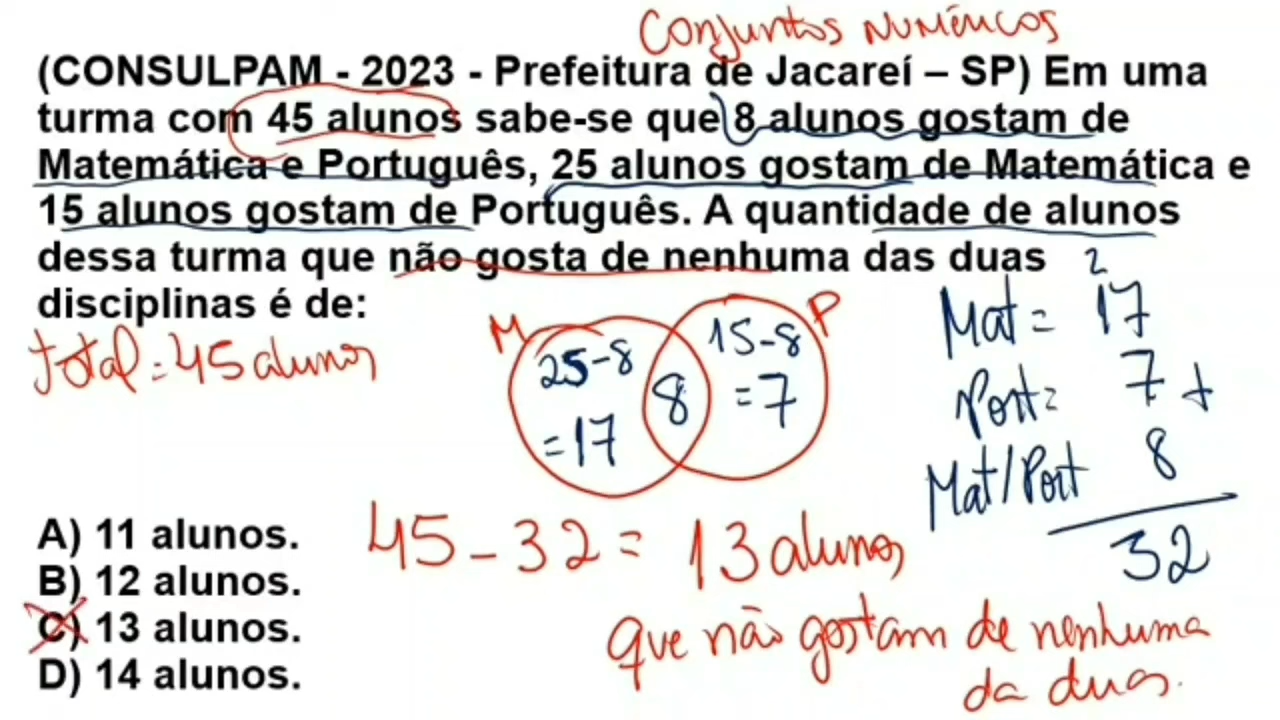 Conjuntos Numéricos
(CONSULPAM - 2023 - Prefeitura de Jacareí – SP) Em uma
turma com 45 alunos sabe-se que 8 alunos gostam de
Matemática e Português, 25 alunos gostam de Matemática e
15 alunos gostam de Português. A quantidade de alunos
dessa turma que não gosta de nenhuma das duas
disciplinas é de:
total = 45 alunos
M
P
25-8
= 17
8
15-8
= 7
2
Mat = 17
Port = 7 +
Mat/Port 8
32
A) 11 alunos.
B) 12 alunos.
C) 13 alunos.
D) 14 alunos.
45 - 32 = 13 alunos
que não gostam de nenhuma
da duas.